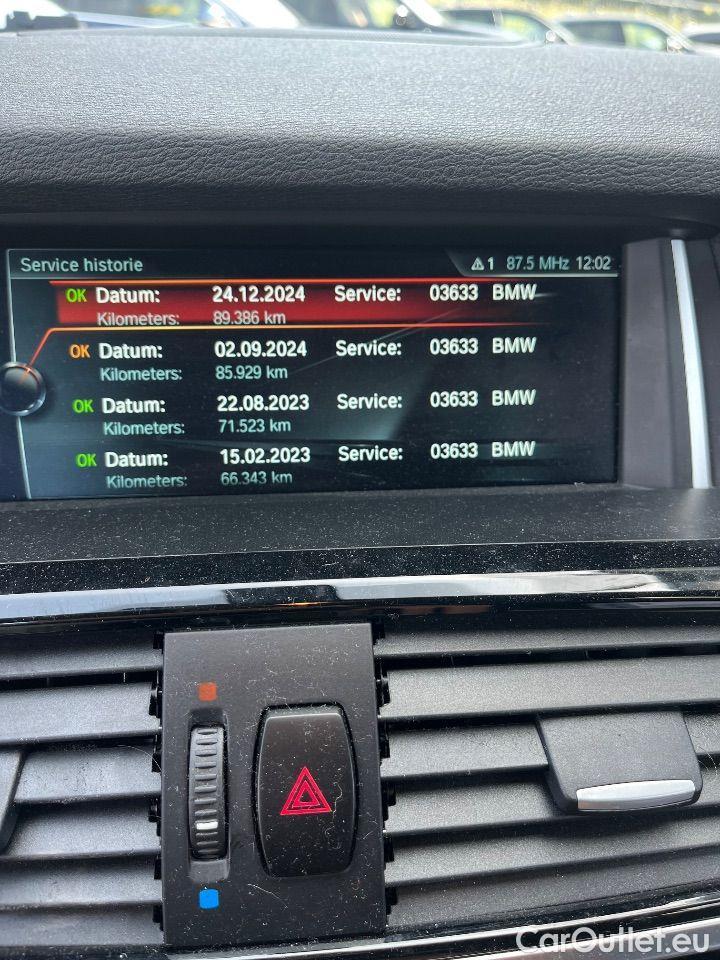 Service historie 1 87.5 MHz 12:02
OK Datum: 24.12.2024 Service: 03633 BMW
Kilometers: 89.386 km
OK Datum: 02.09.2024 Service: 03633 BMW
Kilometers: 85.929 km
OK Datum: 22.08.2023 Service: 03633 BMW
Kilometers: 71.523 km
OK Datum: 15.02.2023 Service: 03633 BMW
Kilometers: 66.343 km
CarOutlet.eu